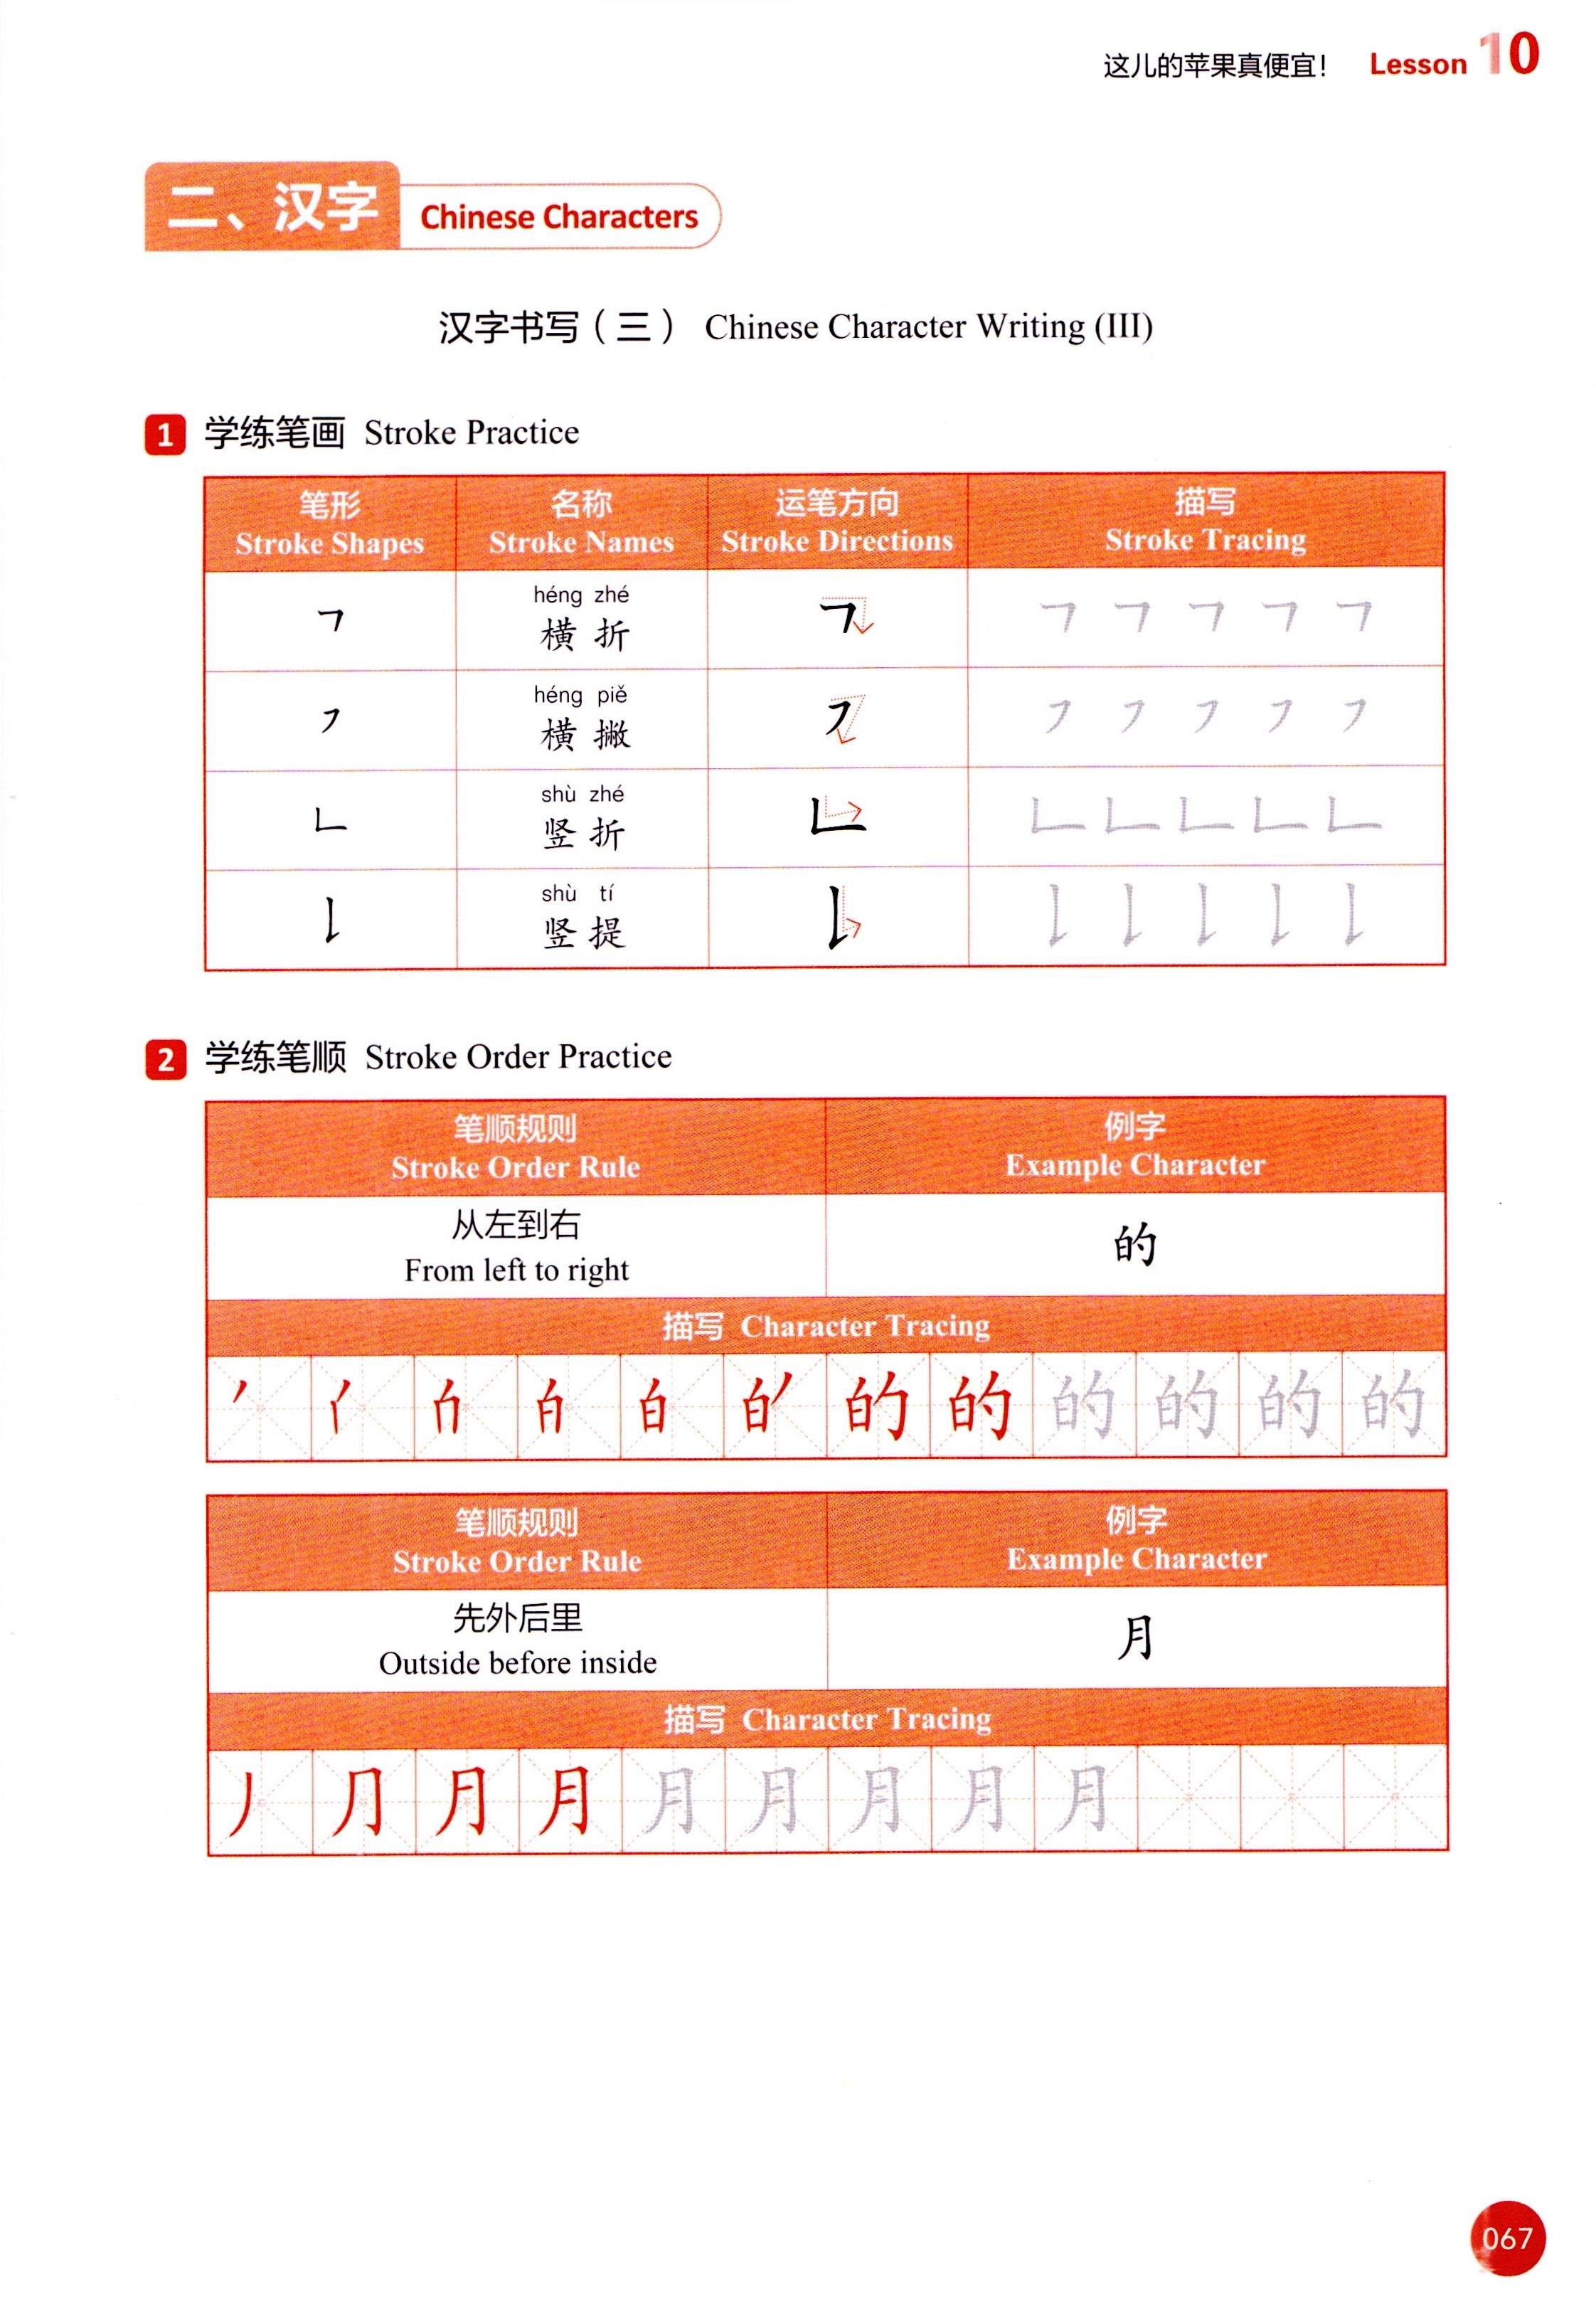 这儿的苹果真便宜！ Lesson 10
二、汉字 Chinese Characters
汉字书写（三） Chinese Character Writing (III)
1 学练笔画 Stroke Practice
笔形 名称 运笔方向 描写
Stroke Shapes Stroke Names Stroke Directions Stroke Tracing
héng zhé
㇕ 横 折 ㇕ ㇕ ㇕ ㇕ ㇕ ㇕
héng piě
㇇ 横 撇 ㇇ ㇇ ㇇ ㇇ ㇇ ㇇
shù zhé
㇗ 竖 折 ㇗ ㇗ ㇗ ㇗ ㇗ ㇗
shù tí
㇙ 竖 提 ㇙ ㇙ ㇙ ㇙ ㇙ ㇙
2 学练笔顺 Stroke Order Practice
笔顺规则 例字
Stroke Order Rule Example Character
从左到右 的
From left to right
描写 Character Tracing
的 的 的 的 的 的
笔顺规则 例字
Stroke Order Rule Example Character
先外后里 月
Outside before inside
描写 Character Tracing
丿 ⺆ 月 月 月 月 月 月
067